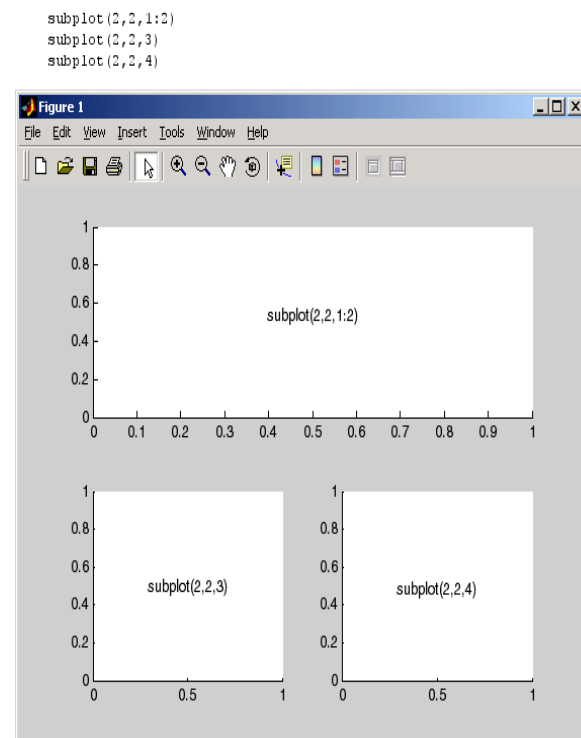 subplot(2,2,1:2)
subplot(2,2,3)
subplot(2,2,4)
Figure 1
File Edit View Insert Tools Window Help
1
0.8
0.6
subplot(2,2,1:2)
0.4
0.2
0
0 0.1 0.2 0.3 0.4 0.5 0.6 0.7 0.8 0.9 1
1 1
0.8 0.8
0.6 0.6
subplot(2,2,3) subplot(2,2,4)
0.4 0.4
0.2 0.2
0 0
0 0.5 1 0 0.5 1